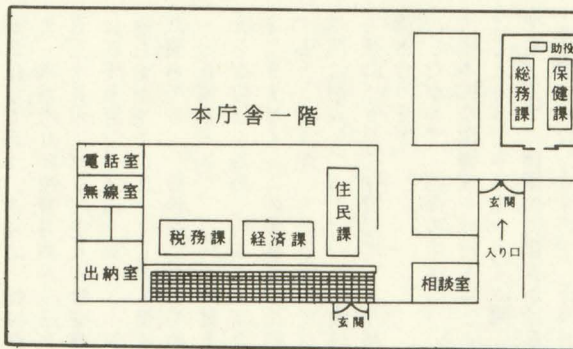 本庁舎一階
助役
総務課
保健課
電話室
無線室
住民課
税務課
経済課
出納室
相談室
玄関
入り口
玄関